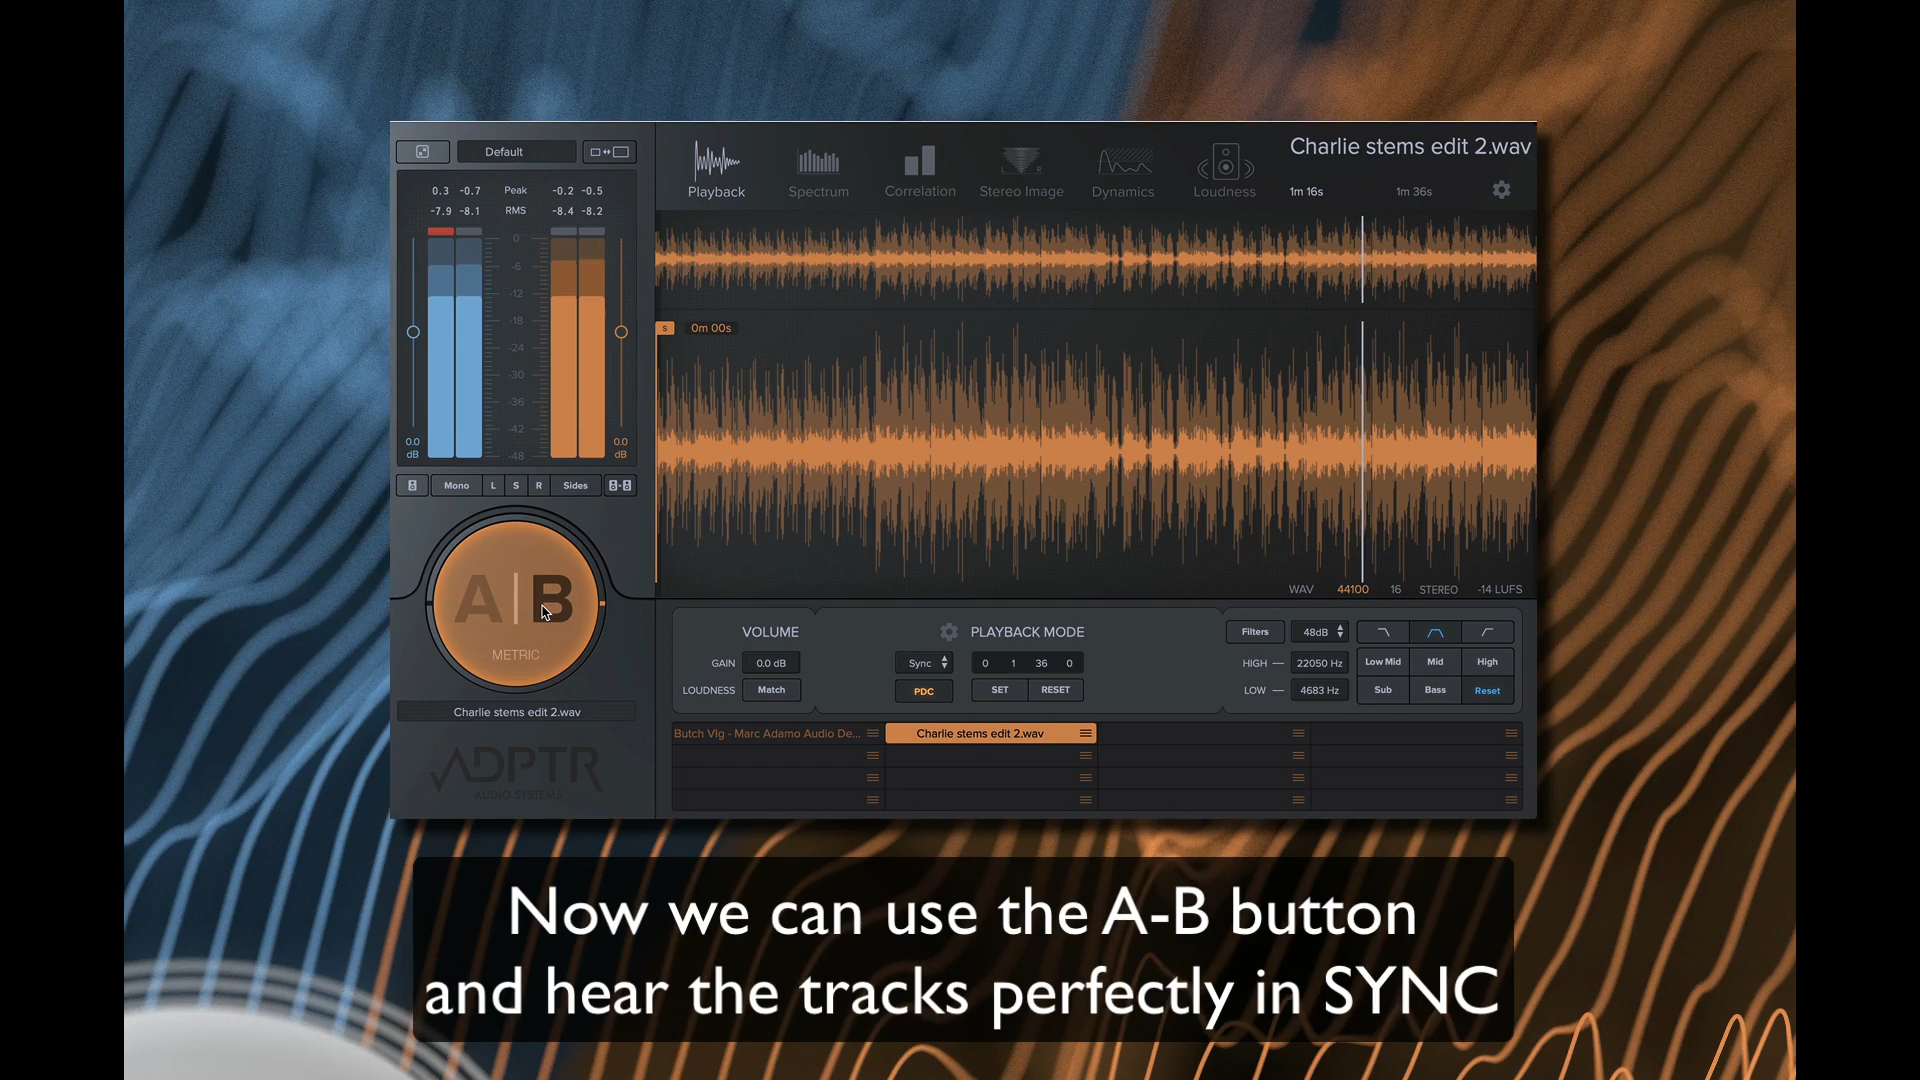 Default
Playback
Spectrum
Correlation
Stereo Image
Dynamics
Loudness
Charlie stems edit 2.wav
1m 16s
1m 36s
0.3 -0.7 Peak -0.2 -0.5
-7.9 -8.1 RMS -8.4 -8.2
0
-6
-12
-18
-24
-30
-36
-42
-48
0.0 dB
0.0 dB
S
0m 00s
Mono L S R Sides
A|B
METRIC
Charlie stems edit 2.wav
ADPTR
AUDIO SYSTEMS
WAV 44100 16 STEREO -14 LUFS
VOLUME
GAIN 0.0 dB
LOUDNESS Match
PLAYBACK MODE
Sync 0 1 36 0
PDC SET RESET
Filters 48dB
HIGH 22050 Hz Low Mid Mid High
LOW 4683 Hz Sub Bass Reset
Butch VIg - Marc Adamo Audio De...
Charlie stems edit 2.wav
Now we can use the A-B button
and hear the tracks perfectly in SYNC